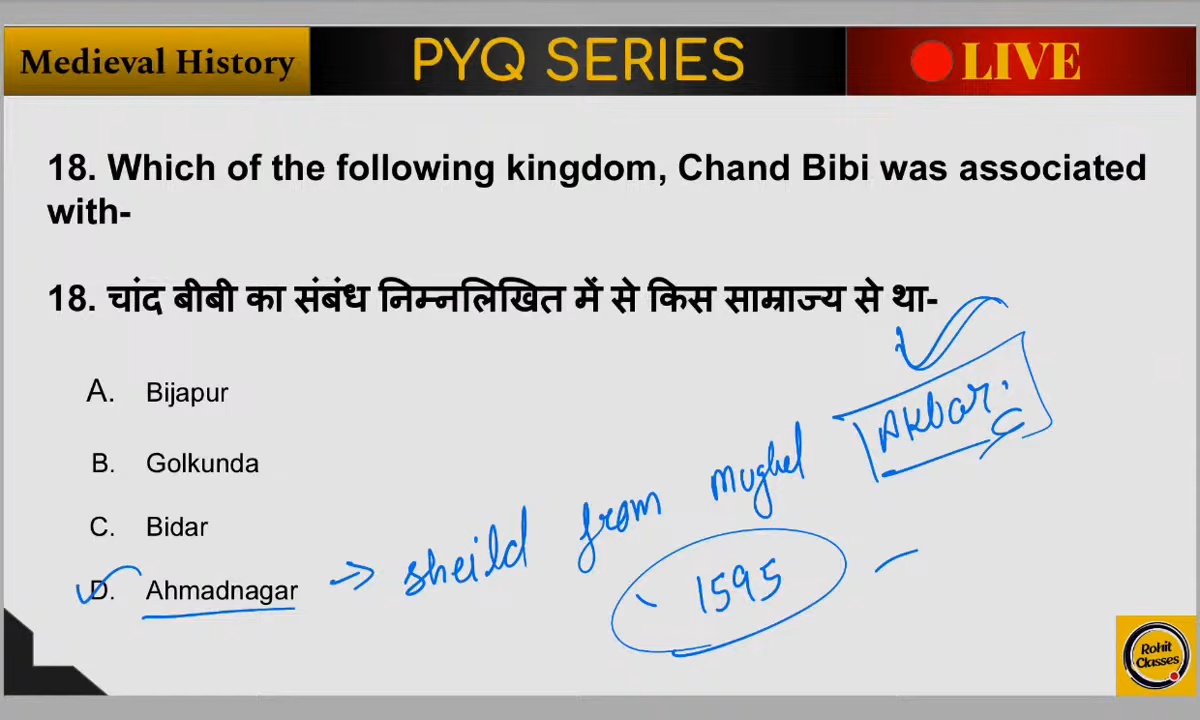 Medieval History PYQ SERIES LIVE
18. Which of the following kingdom, Chand Bibi was associated
with-
18. चांद बीबी का संबंध निम्नलिखित में से किस साम्राज्य से था-
A. Bijapur
B. Golkunda
C. Bidar
D. Ahmadnagar
sheild from mughel Akbar.
1595
Rohit
Classes